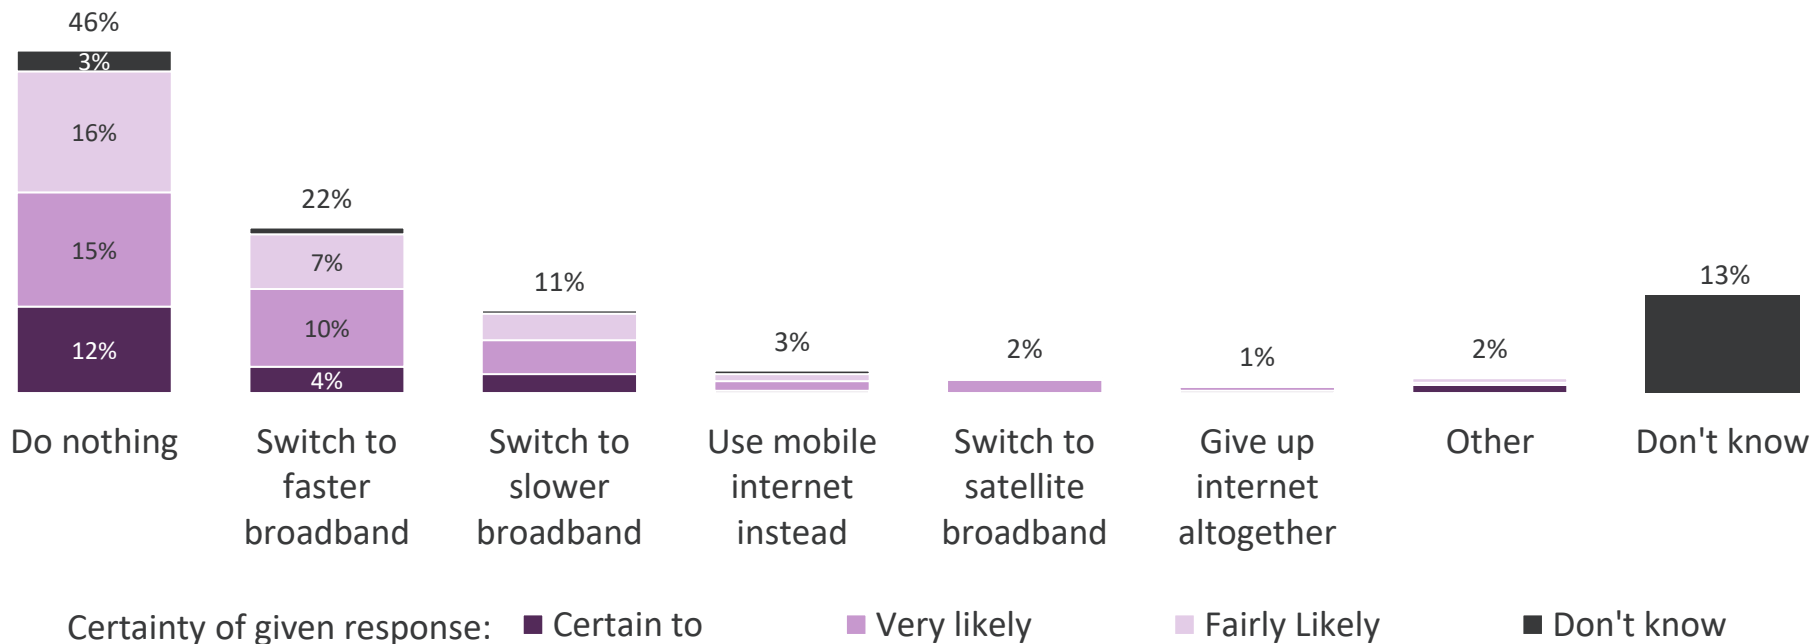 46%
3%
16%
15%
12%
22%
7%
10%
4%
11%
3%
2%
1%
2%
13%
Do nothing
Switch to
faster
broadband
Switch to
slower
broadband
Use mobile
internet
instead
Switch to
satellite
broadband
Give up
internet
altogether
Other
Don't know
Certainty of given response: Certain to Very likely Fairly Likely Don't know